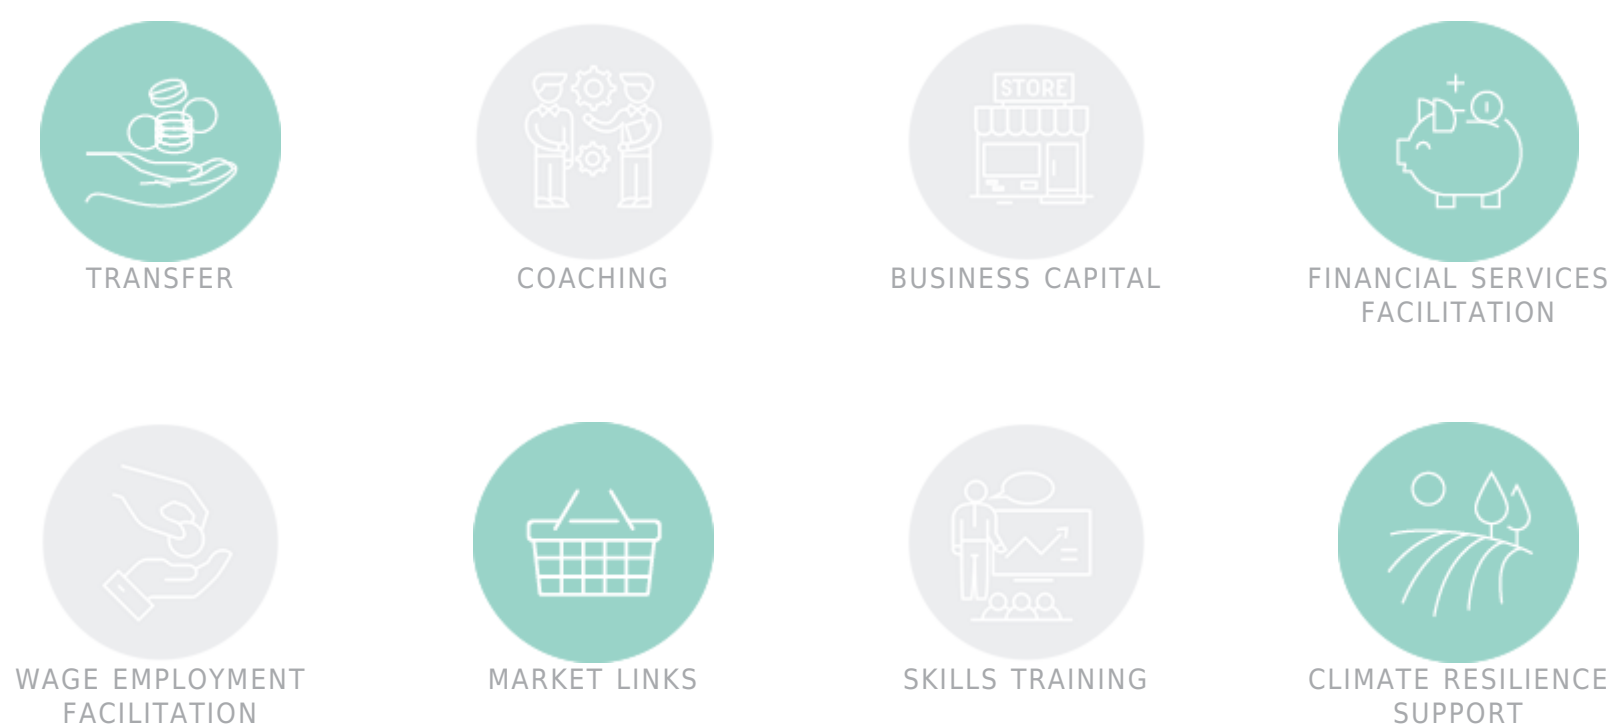 STORE
TRANSFER
COACHING
BUSINESS CAPITAL
FINANCIAL SERVICES
FACILITATION
WAGE EMPLOYMENT
FACILITATION
MARKET LINKS
SKILLS TRAINING
CLIMATE RESILIENCE
SUPPORT